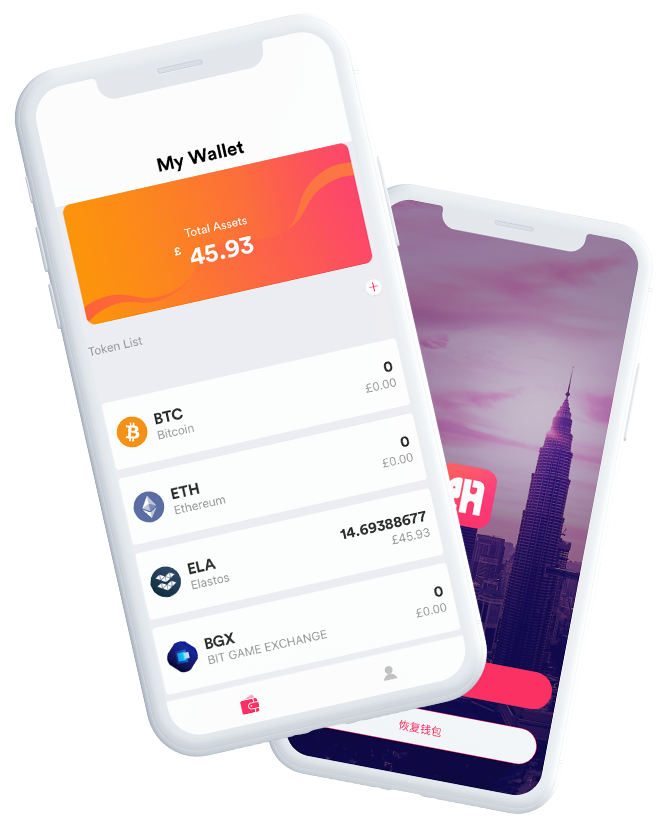 My Wallet
Total Assets
£ 45.93
Token List
BTC 0
Bitcoin £0.00
ETH 0
Ethereum £0.00
ELA 14.69388677
Elastos £45.93
BGX 0
BIT GAME EXCHANGE £0.00
恢复钱包